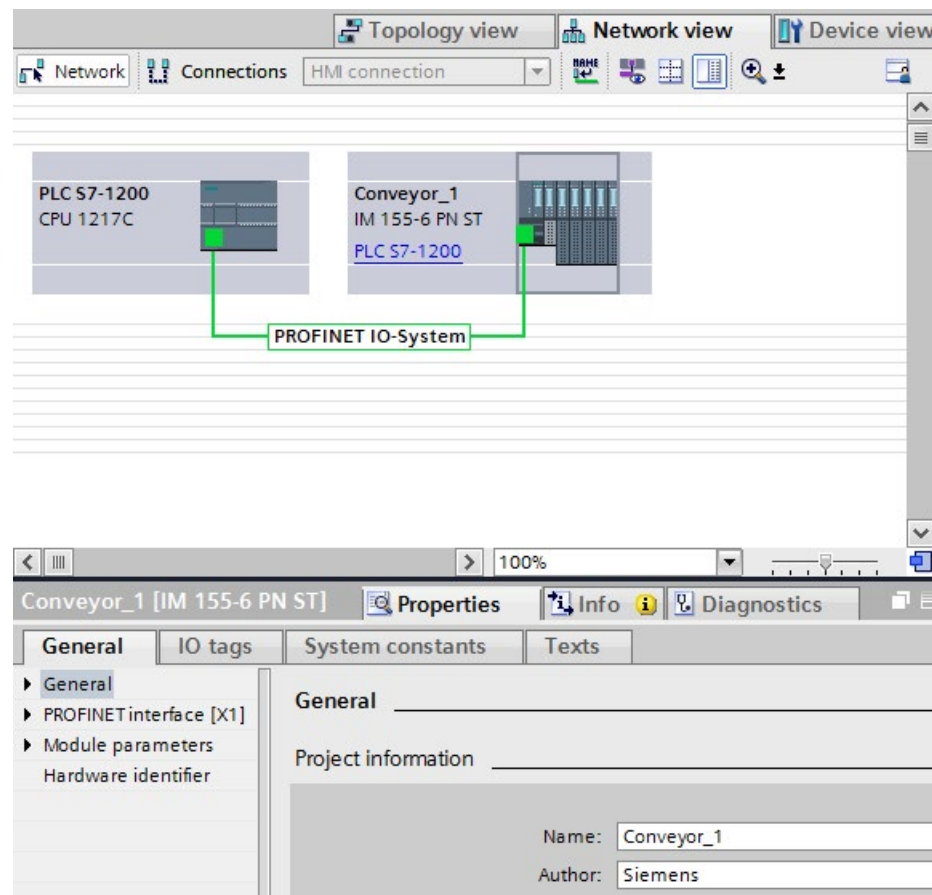 Topology view Network view Device view
Network Connections HMI connection NAME
PLC S7-1200 Conveyor_1
CPU 1217C IM 155-6 PN ST
PLC S7-1200
PROFINET IO-System
100%
Conveyor_1 [IM 155-6 PN ST] Properties Info Diagnostics
General IO tags System constants Texts
General
PROFINET interface [X1]
Module parameters
Hardware identifier
General
Project information
Name: Conveyor_1
Author: Siemens